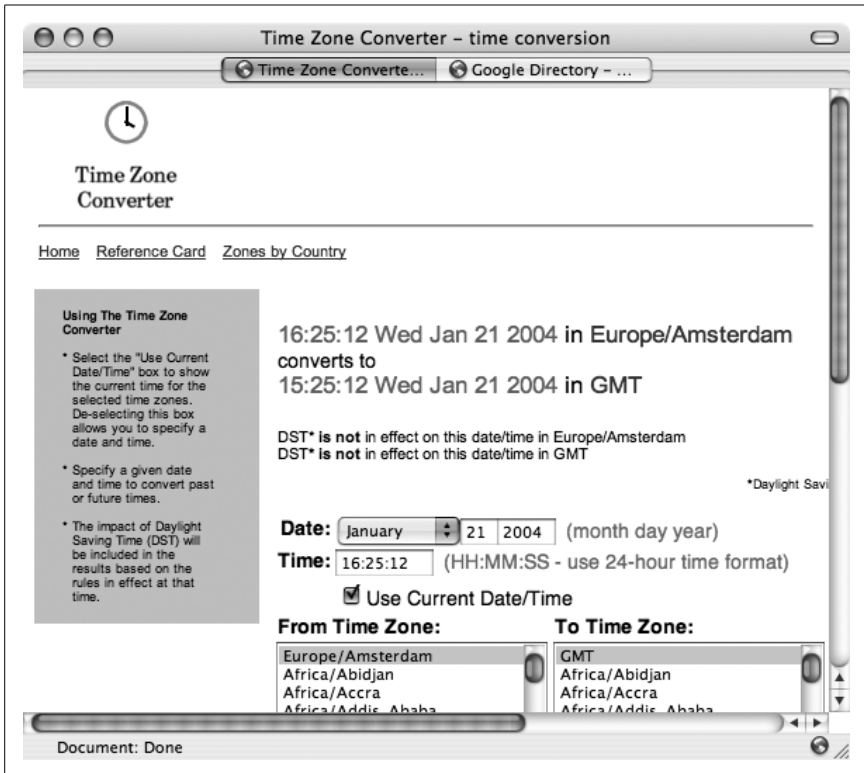 Time Zone Converter – time conversion
Time Zone Converte... Google Directory – ...
Time Zone
Converter
Home Reference Card Zones by Country
Using The Time Zone
Converter
* Select the "Use Current
Date/Time" box to show
the current time for the
selected time zones.
De-selecting this box
allows you to specify a
date and time.
* Specify a given date
and time to convert past
or future times.
* The impact of Daylight
Saving Time (DST) will
be included in the
results based on the
rules in effect at that
time.
16:25:12 Wed Jan 21 2004 in Europe/Amsterdam
converts to
15:25:12 Wed Jan 21 2004 in GMT
DST* is not in effect on this date/time in Europe/Amsterdam
DST* is not in effect on this date/time in GMT
*Daylight Savi
Date: January 21 2004 (month day year)
Time: 16:25:12 (HH:MM:SS - use 24-hour time format)
Use Current Date/Time
From Time Zone: To Time Zone:
Europe/Amsterdam GMT
Africa/Abidjan Africa/Abidjan
Africa/Accra Africa/Accra
Africa/Addis_Ababa Africa/Addis_Ababa
Document: Done